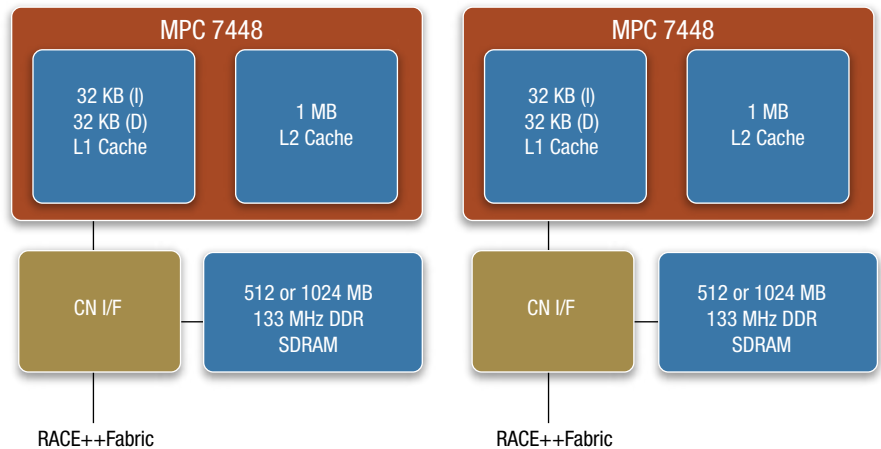 MPC 7448
32 KB (I)
32 KB (D)
L1 Cache
1 MB
L2 Cache
CN I/F
512 or 1024 MB
133 MHz DDR
SDRAM
RACE++Fabric
MPC 7448
32 KB (I)
32 KB (D)
L1 Cache
1 MB
L2 Cache
CN I/F
512 or 1024 MB
133 MHz DDR
SDRAM
RACE++Fabric